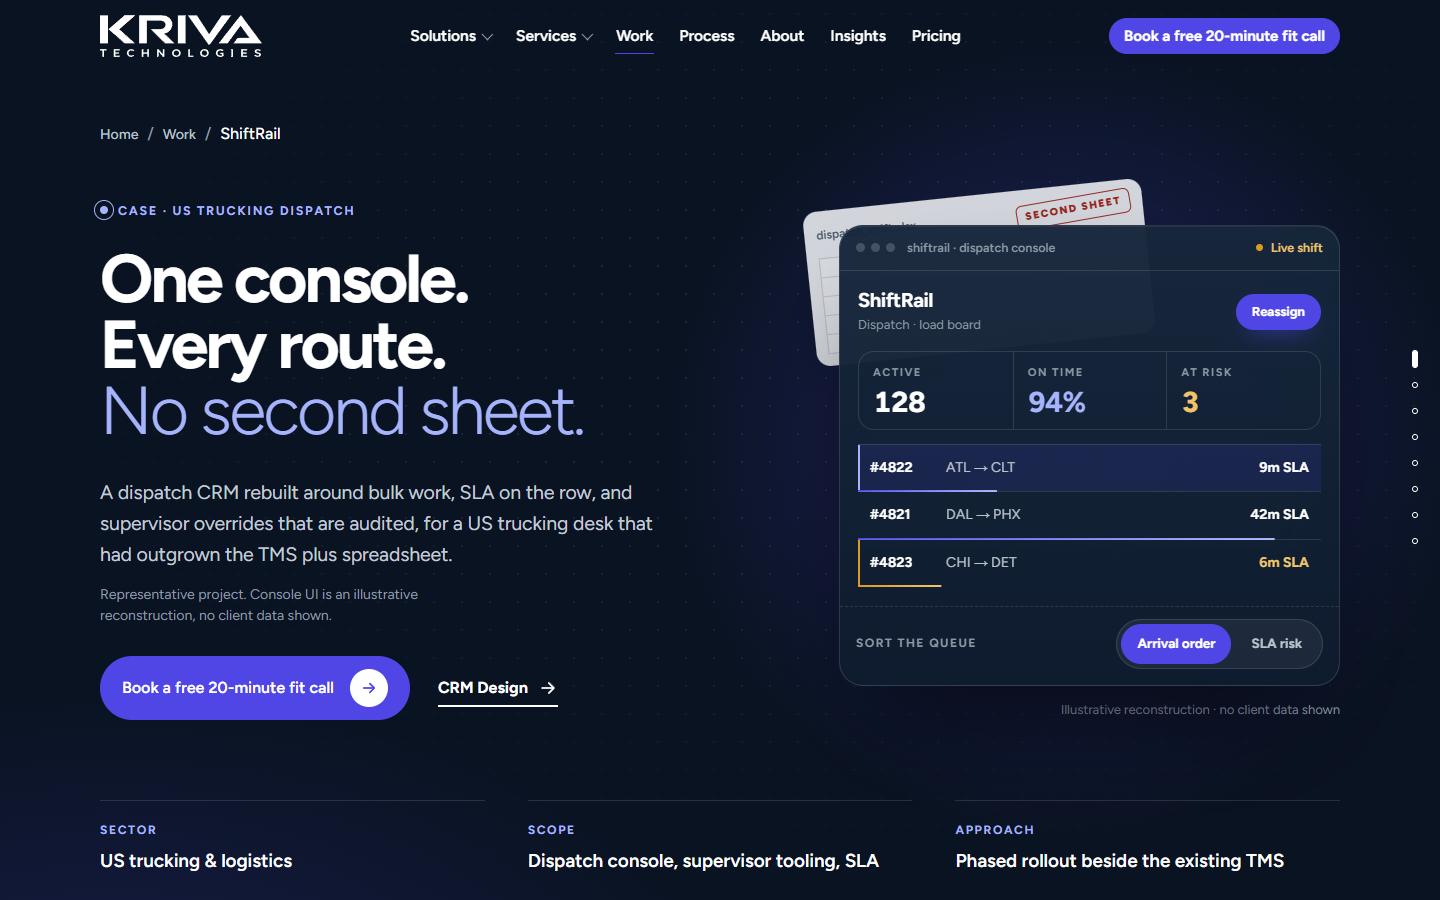 KRIVA
TECHNOLOGIES
Solutions
Services
Work
Process
About
Insights
Pricing
Book a free 20-minute fit call
Home / Work / ShiftRail
CASE · US TRUCKING DISPATCH
One console.
Every route.
No second sheet.
A dispatch CRM rebuilt around bulk work, SLA on the row, and
supervisor overrides that are audited, for a US trucking desk that
had outgrown the TMS plus spreadsheet.
Representative project. Console UI is an illustrative
reconstruction, no client data shown.
Book a free 20-minute fit call
CRM Design
SECOND SHEET
shiftrail · dispatch console
Live shift
ShiftRail
Dispatch · load board
Reassign
ACTIVE
128
ON TIME
94%
AT RISK
3
#4822 ATL → CLT 9m SLA
#4821 DAL → PHX 42m SLA
#4823 CHI → DET 6m SLA
SORT THE QUEUE
Arrival order
SLA risk
Illustrative reconstruction · no client data shown
SECTOR
US trucking & logistics
SCOPE
Dispatch console, supervisor tooling, SLA
APPROACH
Phased rollout beside the existing TMS